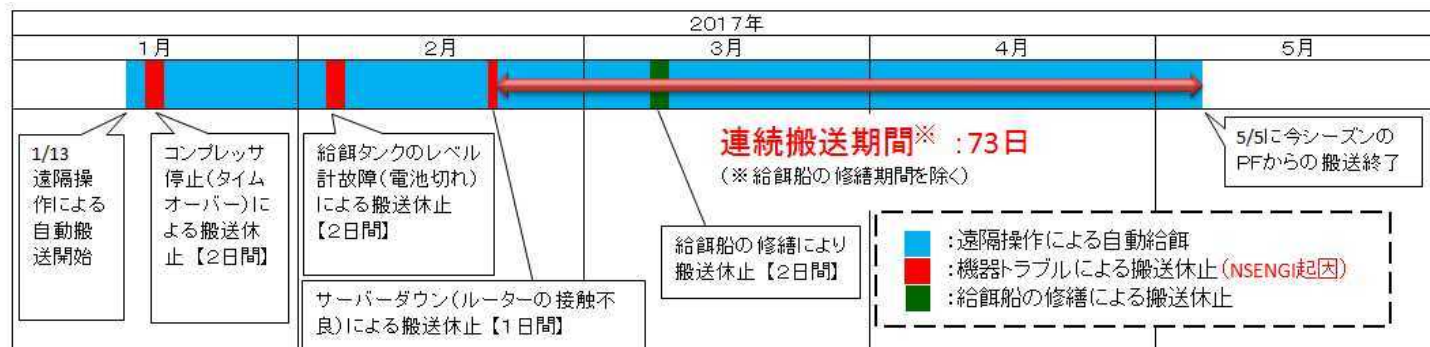 2017年
1月
2月
3月
4月
5月
1/13
遠隔操
作による
自動搬
送開始
コンプレッサ
停止(タイム
オーバー)に
よる搬送休
止【2日間】
給餌タンクのレベル
計故障(電池切れ)
による搬送休止
【2日間】
サーバーダウン(ルーターの接触不
良)による搬送休止【1日間】
連続搬送期間※ :73日
(※給餌船の修繕期間を除く)
給餌船の修繕により
搬送休止【2日間】
5/5に今シーズンの
PFからの搬送終了
:遠隔操作による自動給餌
:機器トラブルによる搬送休止(NSENGI起因)
:給餌船の修繕による搬送休止